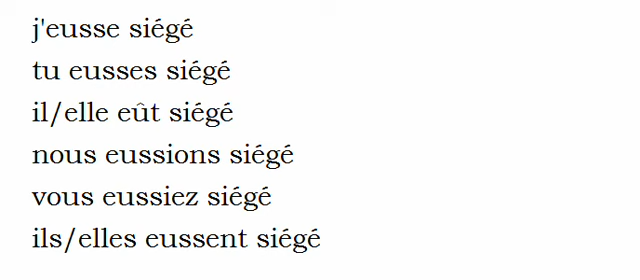 j'eusse siégé
tu eusses siégé
il/elle eût siégé
nous eussions siégé
vous eussiez siégé
ils/elles eussent siégé